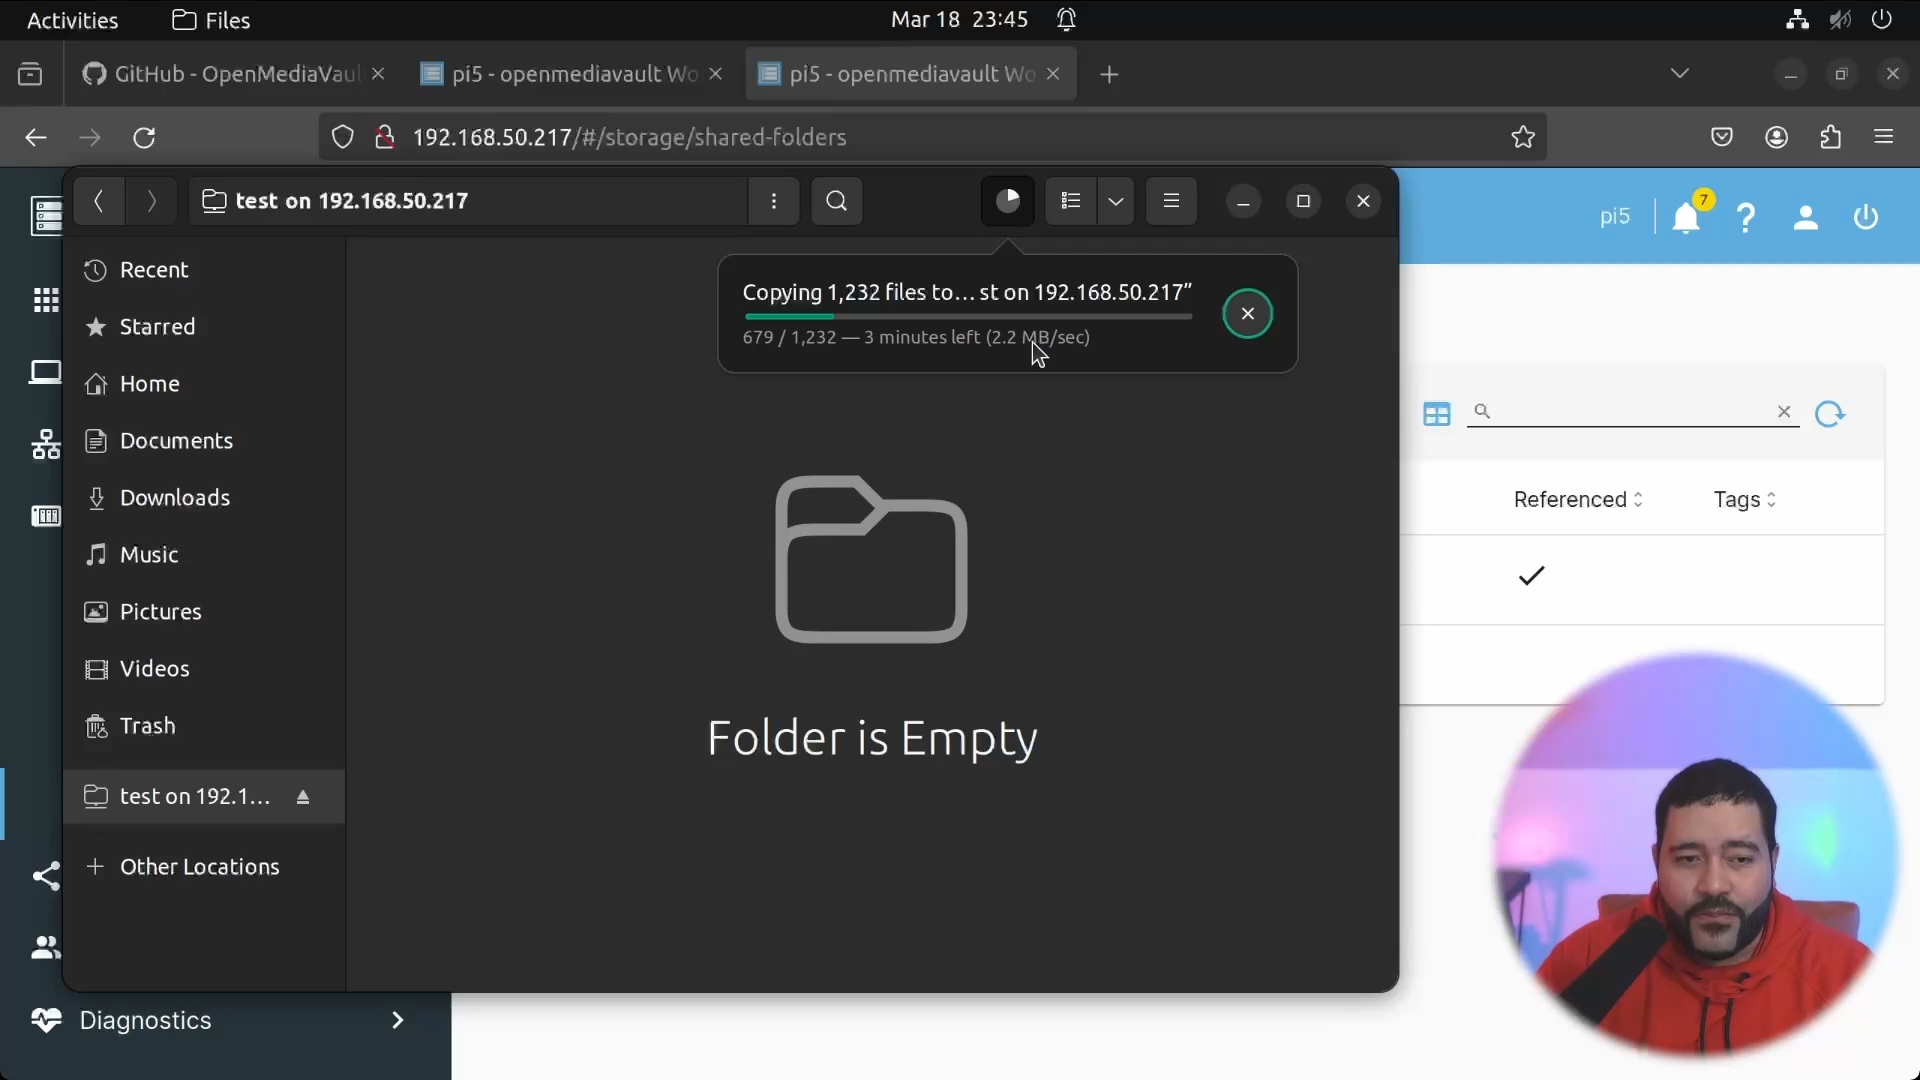 Activities
Files
Mar 18 23:45
GitHub - OpenMediaVaul
pi5 - openmediavault Wo
pi5 - openmediavault Wo
192.168.50.217/#/storage/shared-folders
test on 192.168.50.217
pi5
7
Copying 1,232 files to… st on 192.168.50.217”
679 / 1,232 — 3 minutes left (2.2 MB/sec)
Recent
Starred
Home
Documents
Downloads
Music
Pictures
Videos
Trash
test on 192.1…
Other Locations
Folder is Empty
Referenced
Tags
Diagnostics